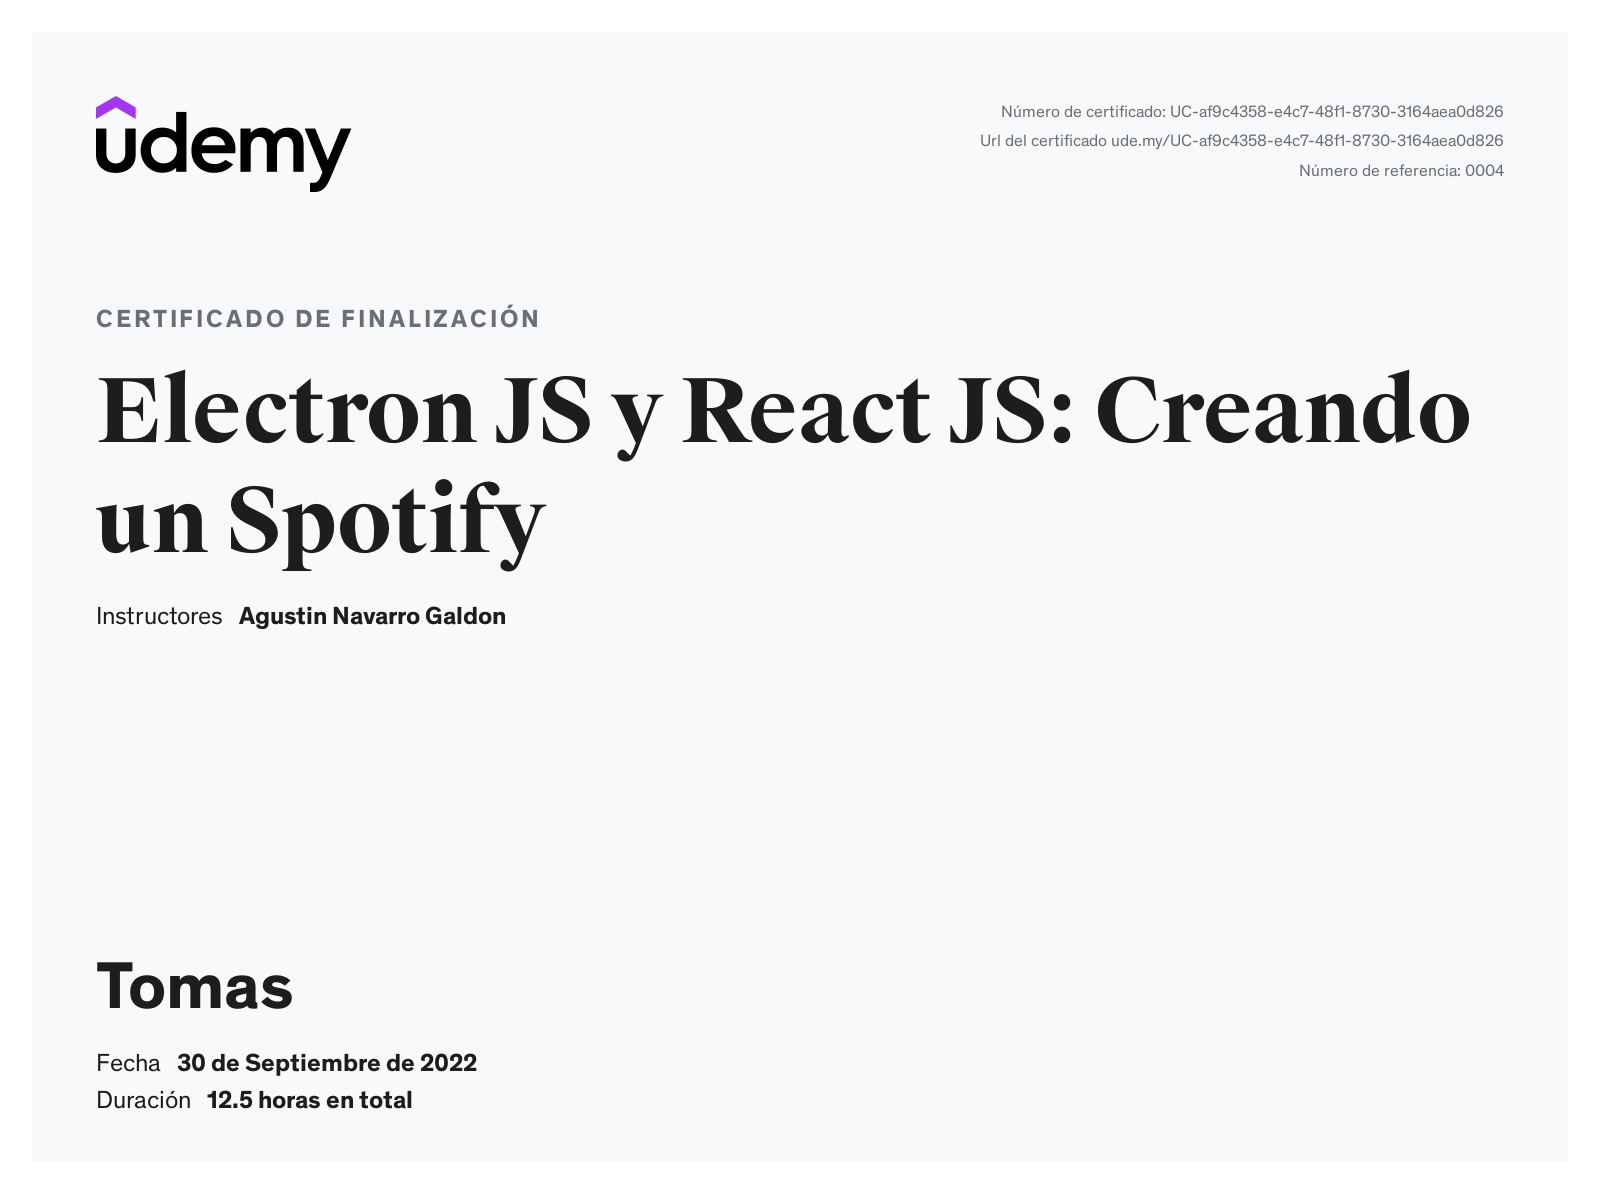 udemy
Número de certificado: UC-af9c4358-e4c7-48f1-8730-3164aea0d826
Url del certificado ude.my/UC-af9c4358-e4c7-48f1-8730-3164aea0d826
Número de referencia: 0004
CERTIFICADO DE FINALIZACIÓN
Electron JS y React JS: Creando
un Spotify
Instructores Agustin Navarro Galdon
Tomas
Fecha 30 de Septiembre de 2022
Duración 12.5 horas en total